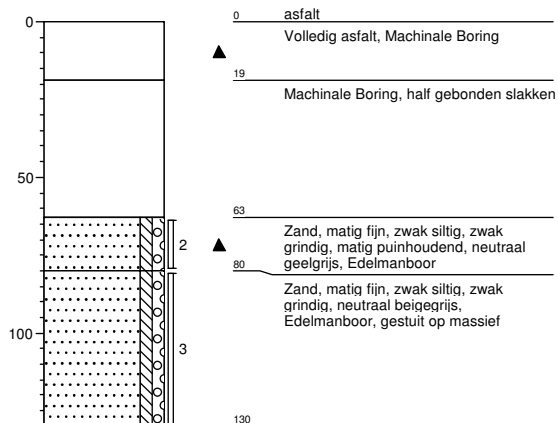 0
0
asfalt
Volledig asfalt, Machinale Boring
19
Machinale Boring, half gebonden slakken
50
63
Zand, matig fijn, zwak siltig, zwak
grindig, matig puinhoudend, neutraal
geelgrijs, Edelmanboor
2
80
Zand, matig fijn, zwak siltig, zwak
grindig, neutraal beigegrijs,
Edelmanboor, gestuit op massief
100
3
130